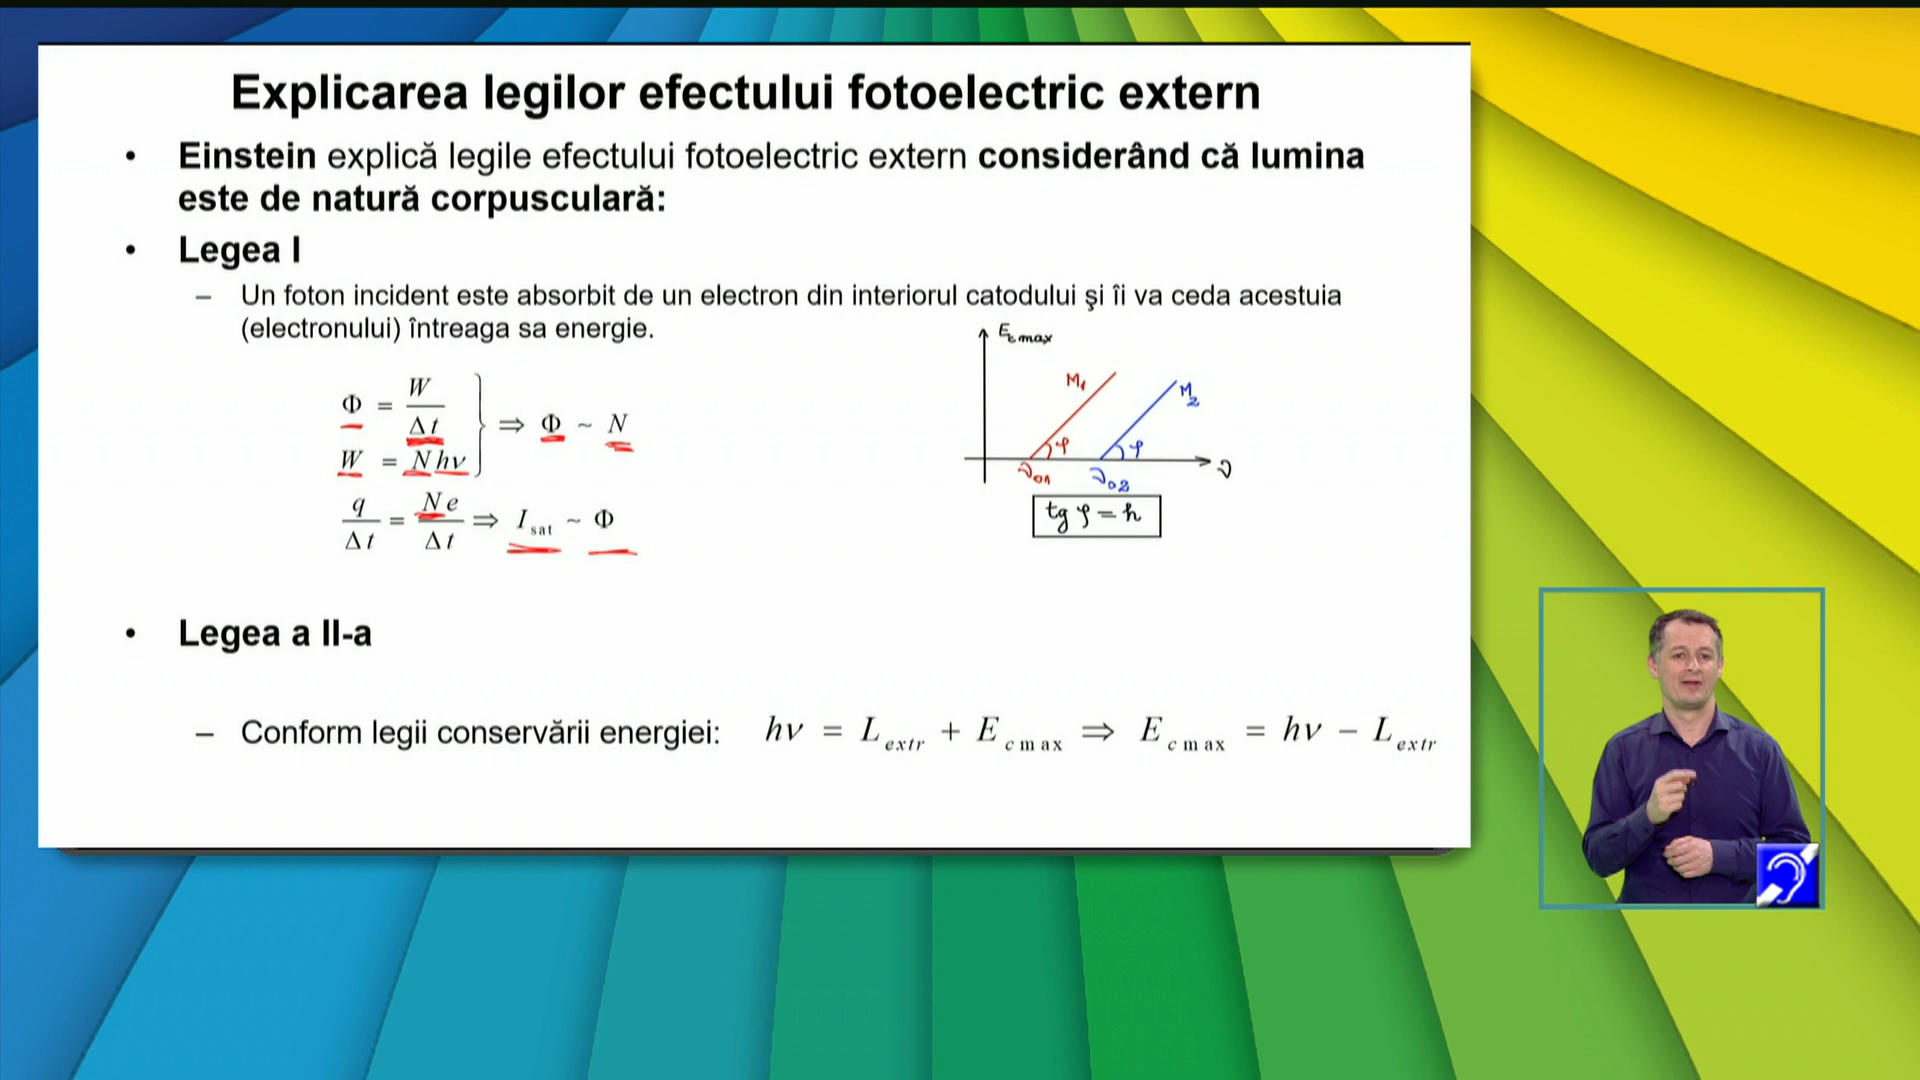 Explicarea legilor efectului fotoelectric extern
• Einstein explică legile efectului fotoelectric extern considerând că lumina
este de natură corpusculară:
• Legea I
– Un foton incident este absorbit de un electron din interiorul catodului şi îi va ceda acestuia
(electronului) întreaga sa energie.
Φ = W / Δt
W = Nhν
⇒ Φ ~ N
q / Δt = Ne / Δt ⇒ I sat ~ Φ
Ec max
M1
M2
φ
φ
ν01
ν02
ν
tg φ = h
• Legea a II-a
– Conform legii conservării energiei: hν = L extr + E c max ⇒ E c max = hν − L extr